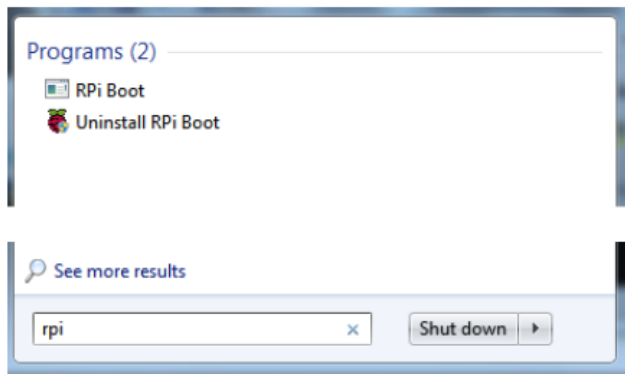 Programs (2)
RPi Boot
Uninstall RPi Boot
See more results
rpi
Shut down